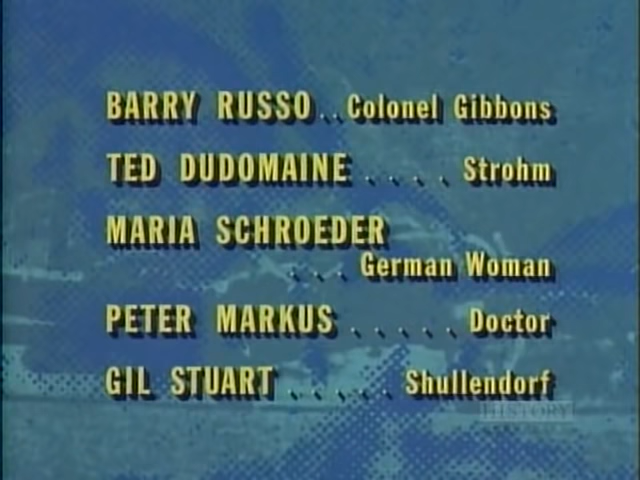 BARRY RUSSO . . Colonel Gibbons
TED DUDOMAINE . . . . Strohm
MARIA SCHROEDER
. . . German Woman
PETER MARKUS . . . . . Doctor
GIL STUART . . . . . Shullendorf
HISTORY